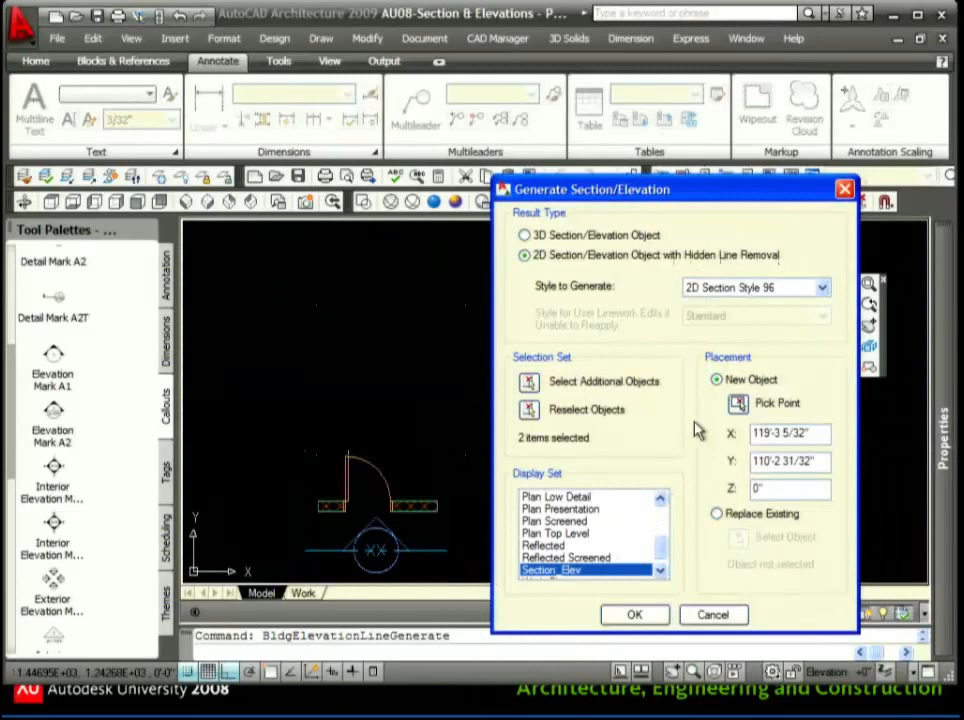 AutoCAD Architecture 2009 AU08-Section & Elevations - P...
Type a keyword or phrase
File Edit View Insert Format Design Draw Modify Document CAD Manager 3D Solids Dimension Express Window Help
Home Blocks & References Annotate Tools View Output
Multiline Text
3/32"
Linear
Multileader
Table
Wipeout
Revision Cloud
Text Dimensions Multileaders Tables Markup Annotation Scaling
Tool Palettes - ...
Detail Mark A2
Detail Mark A2T
Elevation Mark A1
Elevation Mark A2
Interior Elevation M...
Interior Elevation M...
Exterior Elevation M...
Annotation
Dimensions
Callouts
Tags
Scheduling
Themes
Generate Section/Elevation
Result Type
3D Section/Elevation Object
2D Section/Elevation Object with Hidden Line Removal
Style to Generate: 2D Section Style 96
Style for User Linework Edits if Unable to Reapply: Standard
Selection Set
Select Additional Objects
Reselect Objects
2 items selected
Placement
New Object
Pick Point
X: 119'-3 5/32"
Y: 110'-2 31/32"
Z: 0"
Replace Existing
Select Object
Object not selected
Display Set
Plan Low Detail
Plan Presentation
Plan Screened
Plan Top Level
Reflected
Reflected Screened
Section_Elev
OK Cancel
Properties
XX
Y
X
Model Work
Command: BldgElevationLineGenerate
1.44695E+03, 1.24268E+03, 0'-0"
Elevation: +0"
AU Autodesk University 2008
Architecture, Engineering and Construction